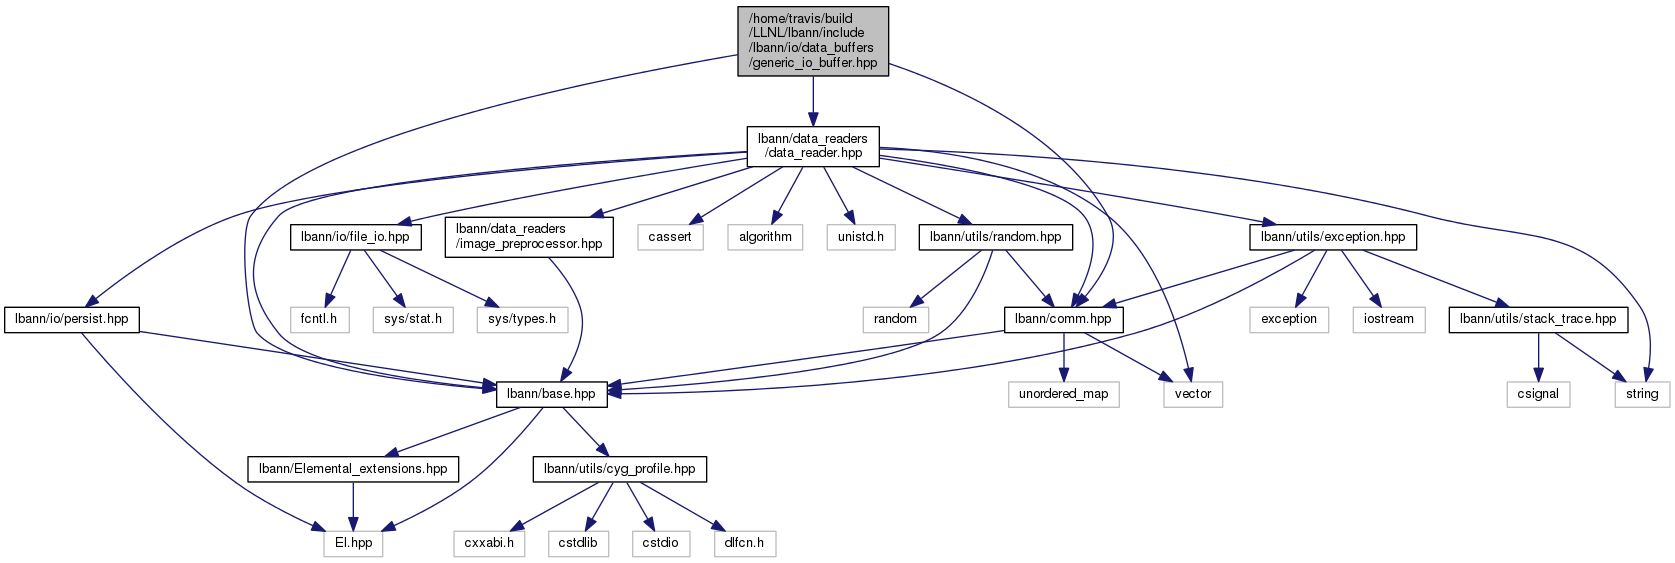 /home/travis/build
/LLNL/lbann/include
/lbann/io/data_buffers
/generic_io_buffer.hpp
lbann/data_readers
/data_reader.hpp
lbann/io/file_io.hpp
lbann/data_readers
/image_preprocessor.hpp
cassert
algorithm
unistd.h
lbann/utils/random.hpp
lbann/utils/exception.hpp
lbann/io/persist.hpp
fcntl.h
sys/stat.h
sys/types.h
random
lbann/comm.hpp
exception
iostream
lbann/utils/stack_trace.hpp
lbann/base.hpp
unordered_map
vector
csignal
string
lbann/Elemental_extensions.hpp
lbann/utils/cyg_profile.hpp
El.hpp
cxxabi.h
cstdlib
cstdio
dlfcn.h